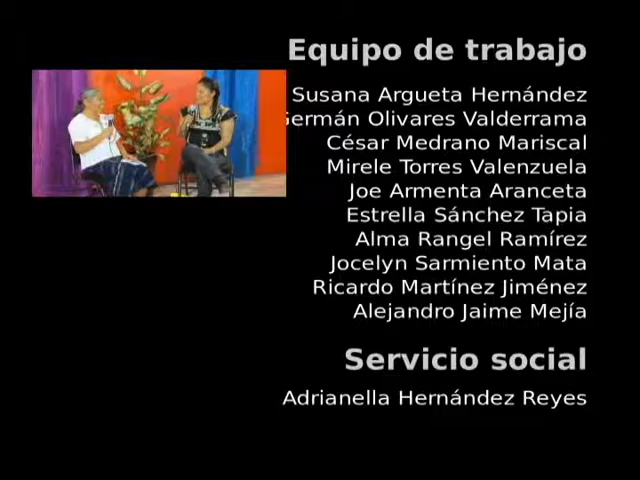 Equipo de trabajo
Susana Argueta Hernández
Germán Olivares Valderrama
César Medrano Mariscal
Mirele Torres Valenzuela
Joe Armenta Aranceta
Estrella Sánchez Tapia
Alma Rangel Ramírez
Jocelyn Sarmiento Mata
Ricardo Martínez Jiménez
Alejandro Jaime Mejía
Servicio social
Adrianella Hernández Reyes